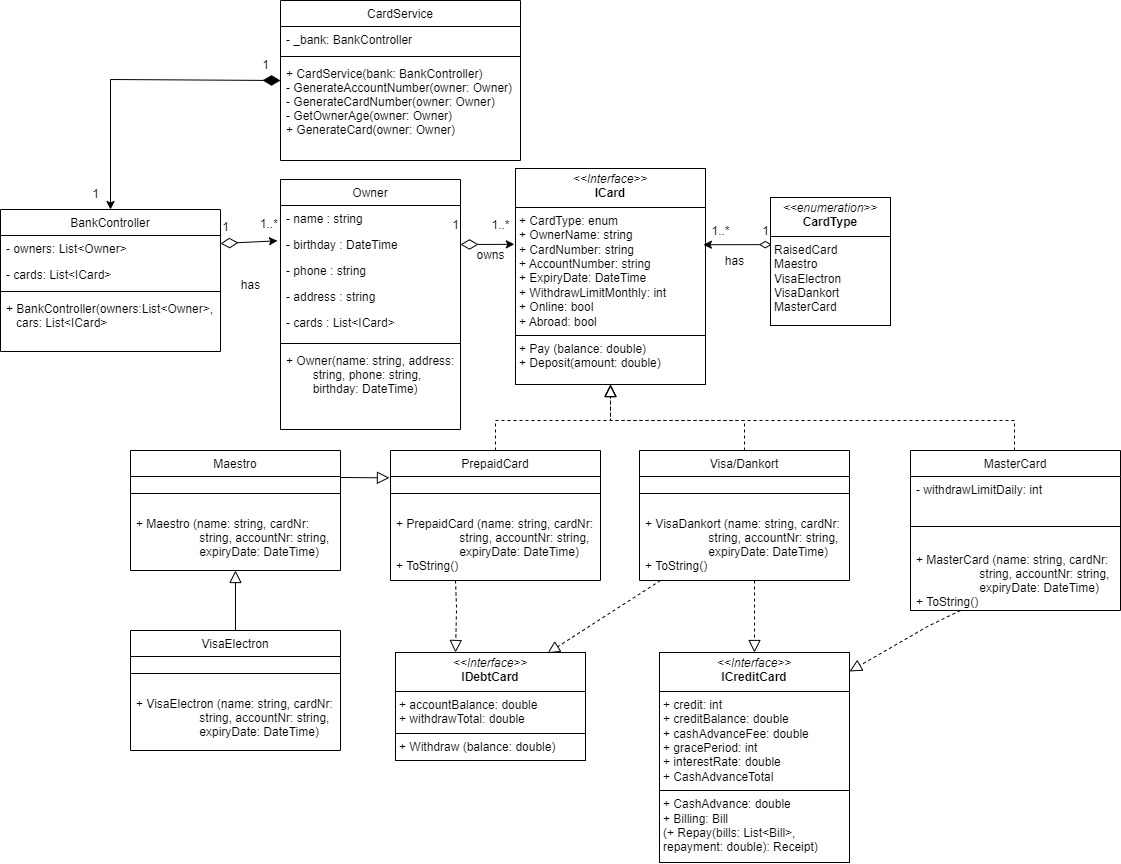 CardService
- _bank: BankController
+ CardService(bank: BankController)
- GenerateAccountNumber(owner: Owner)
- GenerateCardNumber(owner: Owner)
- GetOwnerAge(owner: Owner)
+ GenerateCard(owner: Owner)
1
1
BankController
- owners: List<Owner>
- cards: List<ICard>
+ BankController(owners:List<Owner>,
cars: List<ICard>
1
1..*
has
Owner
- name : string
- birthday : DateTime
- phone : string
- address : string
- cards : List<ICard>
+ Owner(name: string, address:
string, phone: string,
birthday: DateTime)
1
1..*
owns
<<Interface>>
ICard
+ CardType: enum
+ OwnerName: string
+ CardNumber: string
+ AccountNumber: string
+ ExpiryDate: DateTime
+ WithdrawLimitMonthly: int
+ Online: bool
+ Abroad: bool
+ Pay (balance: double)
+ Deposit(amount: double)
1..*
1
has
<<enumeration>>
CardType
RaisedCard
Maestro
VisaElectron
VisaDankort
MasterCard
Maestro
+ Maestro (name: string, cardNr:
string, accountNr: string,
expiryDate: DateTime)
PrepaidCard
+ PrepaidCard (name: string, cardNr:
string, accountNr: string,
expiryDate: DateTime)
+ ToString()
Visa/Dankort
+ VisaDankort (name: string, cardNr:
string, accountNr: string,
expiryDate: DateTime)
+ ToString()
MasterCard
- withdrawLimitDaily: int
+ MasterCard (name: string, cardNr:
string, accountNr: string,
expiryDate: DateTime)
+ ToString()
VisaElectron
+ VisaElectron (name: string, cardNr:
string, accountNr: string,
expiryDate: DateTime)
<<Interface>>
IDebtCard
+ accountBalance: double
+ withdrawTotal: double
+ Withdraw (balance: double)
<<Interface>>
ICreditCard
+ credit: int
+ creditBalance: double
+ cashAdvanceFee: double
+ gracePeriod: int
+ interestRate: double
+ CashAdvanceTotal
+ CashAdvance: double
+ Billing: Bill
(+ Repay(bills: List<Bill>,
repayment: double): Receipt)